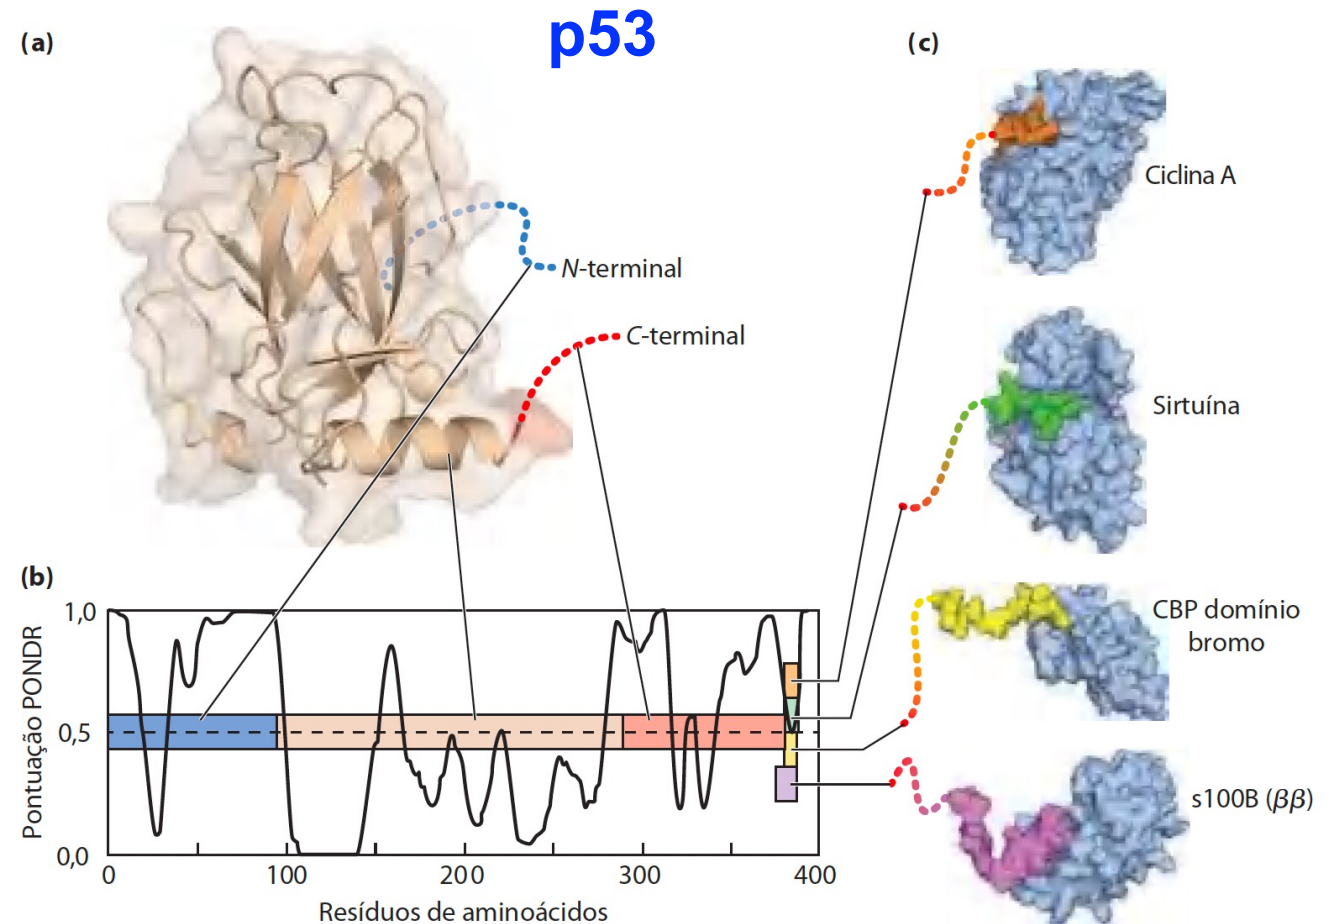 p53
(a)
N-terminal
C-terminal
(b)
Pontuação PONDR
1,0
0,5
0,0
0
100
200
300
400
Resíduos de aminoácidos
(c)
Ciclina A
Sirtuína
CBP domínio
bromo
s100B (ββ)